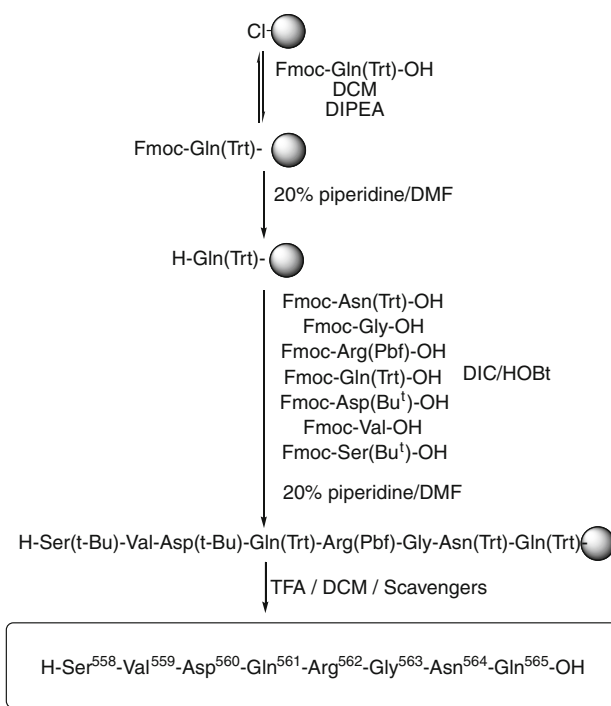 Cl-
Fmoc-Gln(Trt)-OH
DCM
DIPEA
Fmoc-Gln(Trt)-
20% piperidine/DMF
H-Gln(Trt)-
Fmoc-Asn(Trt)-OH
Fmoc-Gly-OH
Fmoc-Arg(Pbf)-OH
Fmoc-Gln(Trt)-OH DIC/HOBt
Fmoc-Asp(Buᵗ)-OH
Fmoc-Val-OH
Fmoc-Ser(Buᵗ)-OH
20% piperidine/DMF
H-Ser(t-Bu)-Val-Asp(t-Bu)-Gln(Trt)-Arg(Pbf)-Gly-Asn(Trt)-Gln(Trt)-
TFA / DCM / Scavengers
H-Ser⁵⁵⁸-Val⁵⁵⁹-Asp⁵⁶⁰-Gln⁵⁶¹-Arg⁵⁶²-Gly⁵⁶³-Asn⁵⁶⁴-Gln⁵⁶⁵-OH